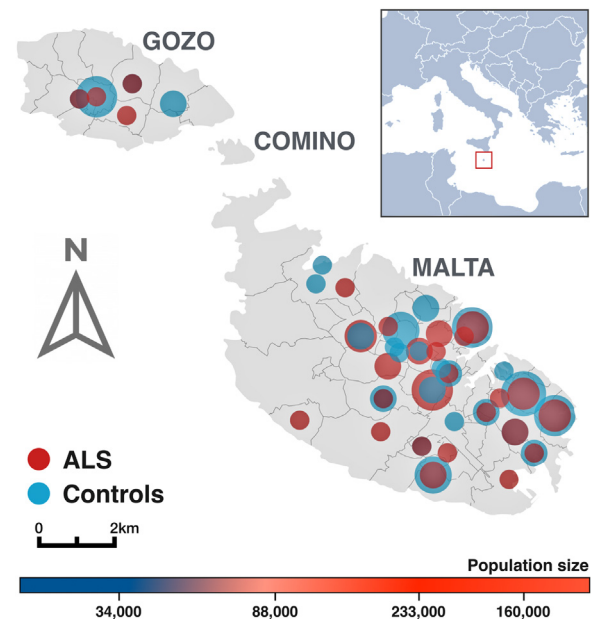 GOZO
COMINO
N
MALTA
ALS
Controls
0 2km
Population size
34,000 88,000 233,000 160,000